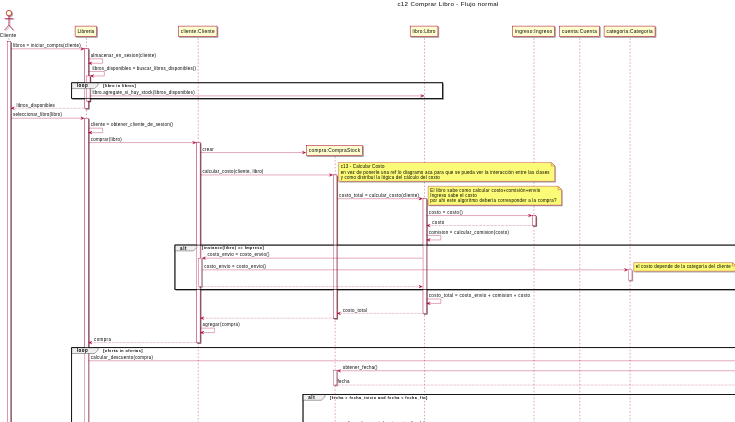 c12 Comprar Libro - Flujo normal
Cliente
Libreria
cliente:Cliente
libro:Libro
ingreso:Ingreso
cuenta:Cuenta
categoria:Categoria
libros = iniciar_compra(cliente)
almacenar_en_sesion(cliente)
libros_disponibles = buscar_libros_disponibles()
loop [libro in libros]
libro.agregate_si_hay_stock(libros_disponibles)
libros_disponibles
seleccionar_libro(libro)
cliente = obtener_cliente_de_sesion()
comprar(libro)
crear
compra:CompraStock
calcular_costo(cliente, libro)
c13 - Calcular Costo
en vez de ponerle una ref lo diagramo aca para que se pueda ver la interacción entre las clases
y como distribuí la lógica del cálculo del costo
costo_total = calcular_costo(cliente)
El libro sabe como calcular costo+comisión+envio
Ingreso sabe el costo
por ahi este algoritmo debería corresponder a la compra?
costo = costo()
costo
comision = calcular_comision(costo)
alt [instance(libro) == Impreso]
costo_envio = costo_envio()
costo_envio = costo_envio()
el costo depende de la categoria del cliente
costo_total = costo_envio + comision + costo
costo_total
agregar(compra)
compra
loop [oferta in ofertas]
calcular_descuento(compra)
obtener_fecha()
fecha
alt [fecha > fecha_inicio and fecha < fecha_fin]